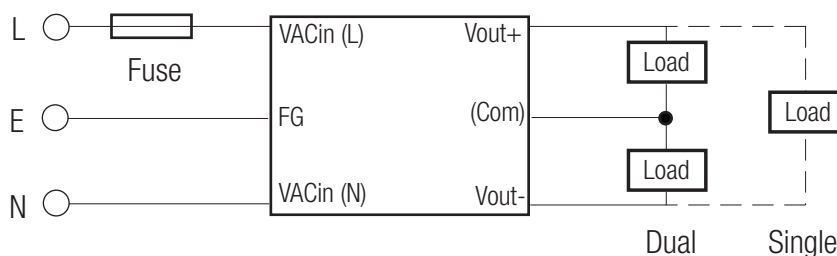 L
Fuse
E
N
VACin (L)
FG
VACin (N)
Vout+
(Com)
Vout-
Load
Load
Load
Dual
Single